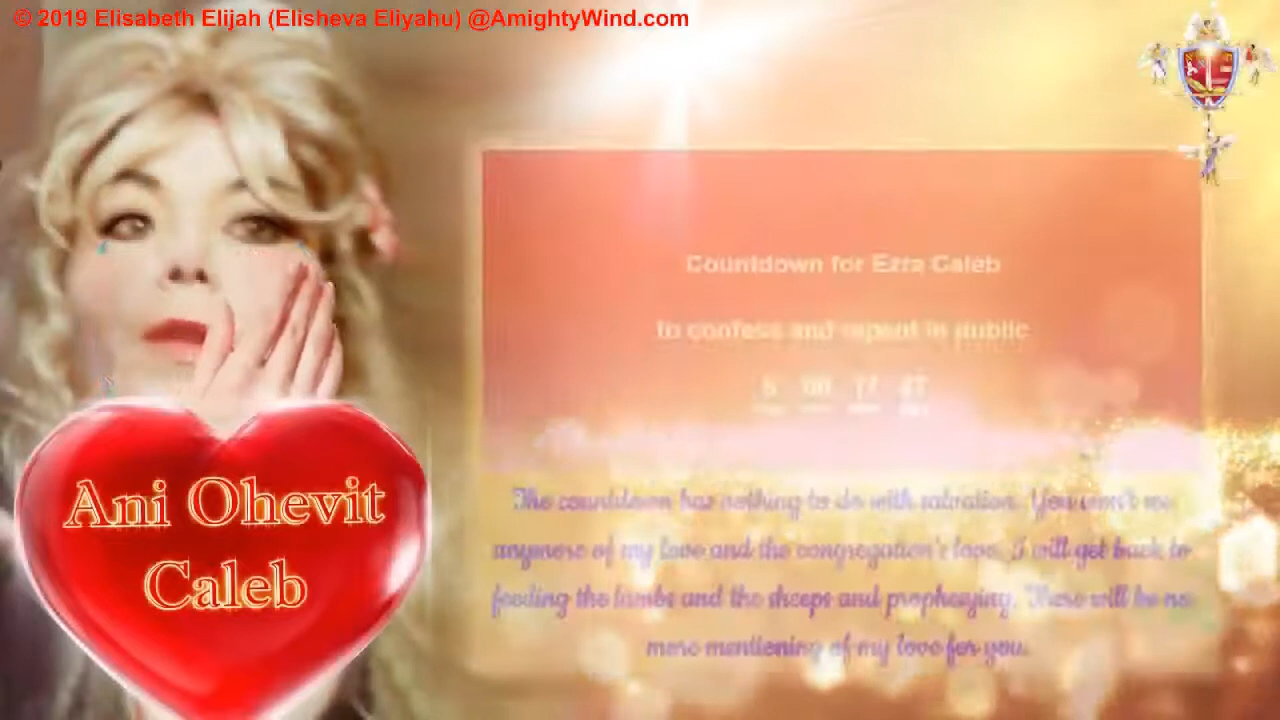 © 2019 Elisabeth Elijah (Elisheva Eliyahu) @AmightyWind.com
Countdown for Ezra Caleb
to confess and repent in public
Ani Ohevit
Caleb
The countdown has nothing to do with salvation. You won't
anymore of my love and the congregation's love. I will get back to
feeding the lambs and the sheeps and prophesying. There will be no
more mentioning of my love for you.